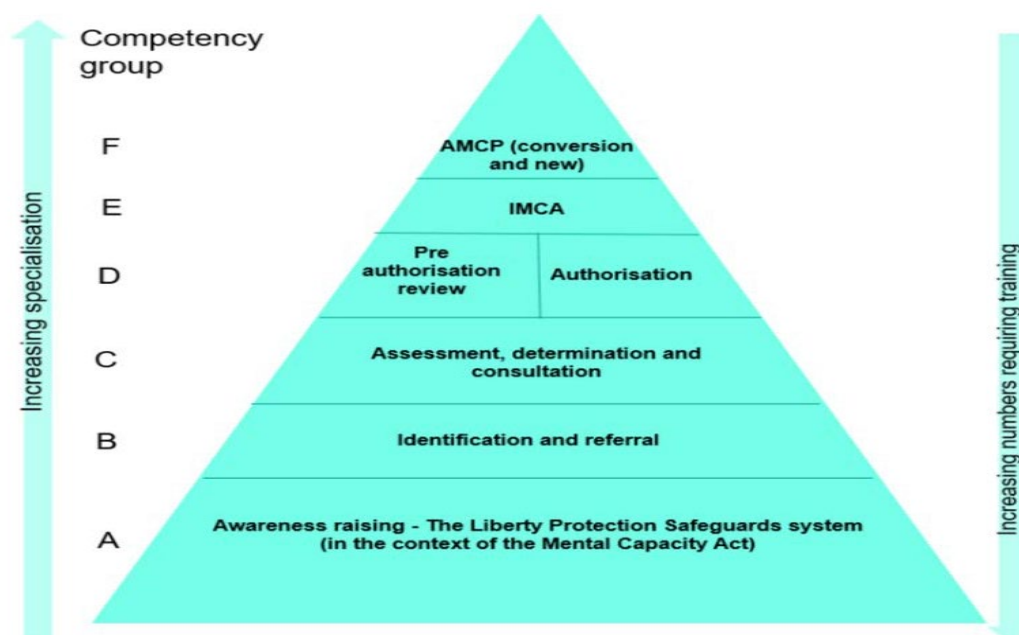 Competency
group
F
AMCP (conversion
and new)
E
IMCA
D
Pre
authorisation
review
Authorisation
C
Assessment, determination and
consultation
B
Identification and referral
A
Awareness raising - The Liberty Protection Safeguards system
(in the context of the Mental Capacity Act)
Increasing specialisation
Increasing numbers requiring training